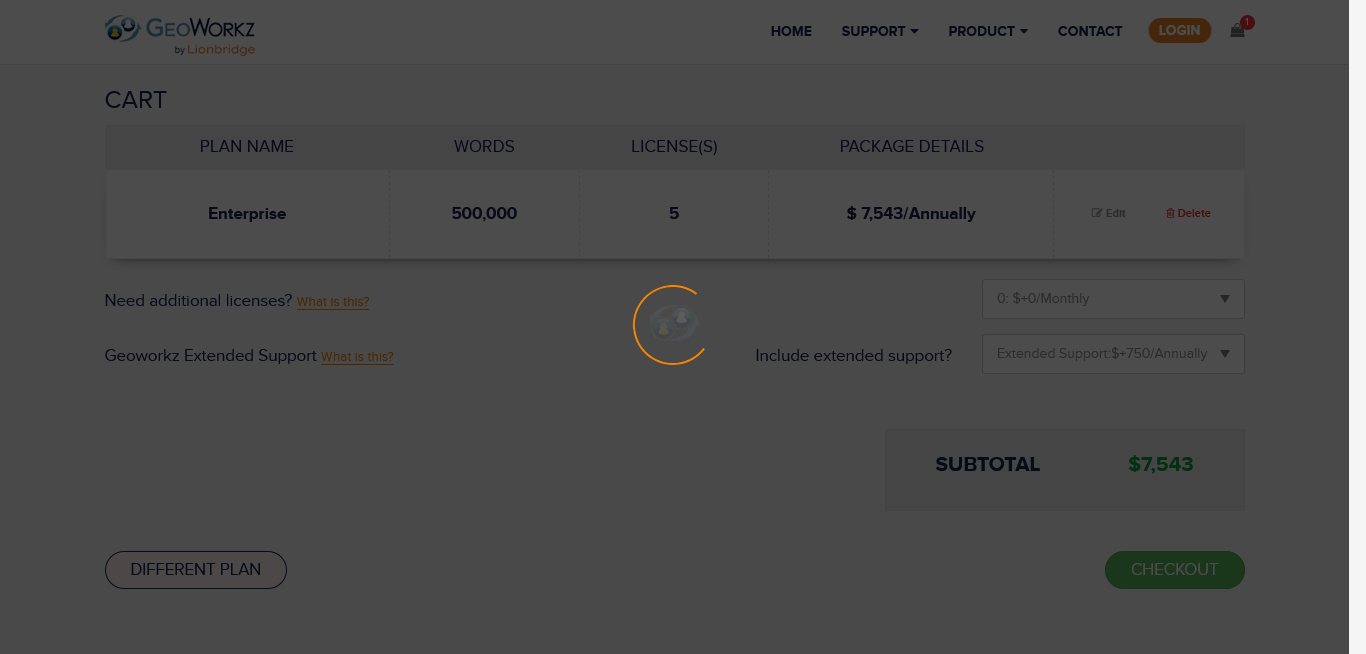 GEOWORKZ
by Lionbridge
HOME SUPPORT PRODUCT CONTACT LOGIN 1
CART
PLAN NAME WORDS LICENSE(S) PACKAGE DETAILS
Enterprise 500,000 5 $ 7,543/Annually Edit Delete
Need additional licenses? What is this? 0: $+0/Monthly
Geoworkz Extended Support What is this? Include extended support? Extended Support:$+750/Annually
SUBTOTAL $7,543
DIFFERENT PLAN CHECKOUT